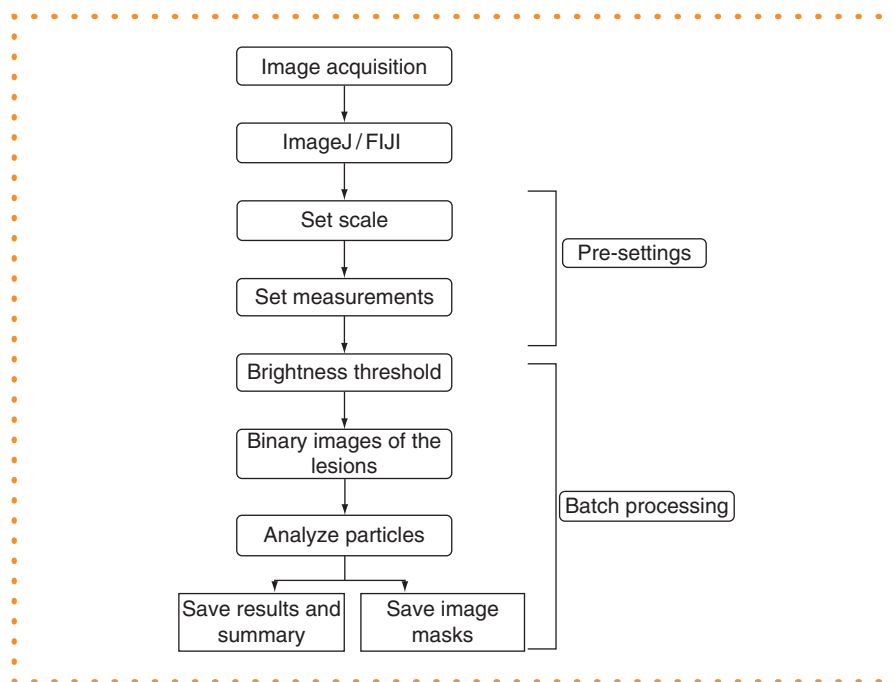 Image acquisition
ImageJ / FIJI
Set scale
Pre-settings
Set measurements
Brightness threshold
Binary images of the
lesions
Batch processing
Analyze particles
Save results and
summary
Save image
masks